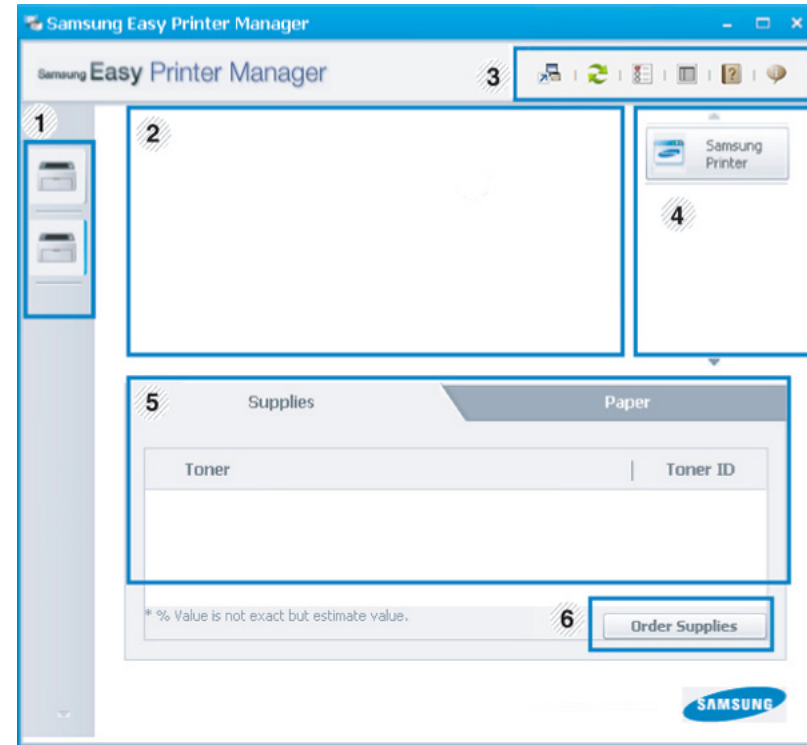 Samsung Easy Printer Manager
Samsung Easy Printer Manager
3
1
2
Samsung
Printer
4
5 Supplies Paper
Toner Toner ID
* % Value is not exact but estimate value.
6 Order Supplies
SAMSUNG